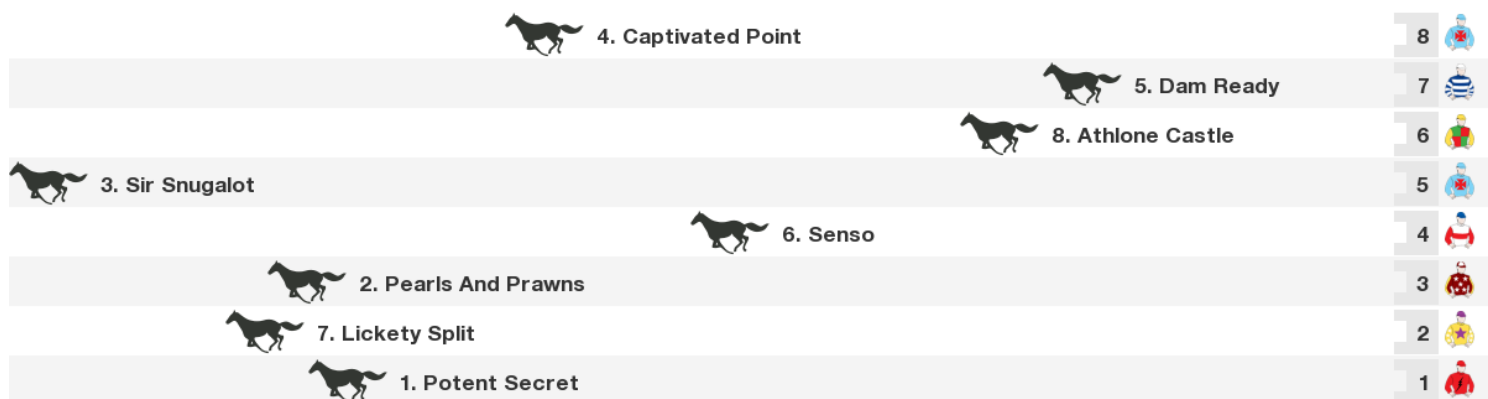 4. Captivated Point 8
5. Dam Ready 7
8. Athlone Castle 6
3. Sir Snugalot 5
6. Senso 4
2. Pearls And Prawns 3
7. Lickety Split 2
1. Potent Secret 1